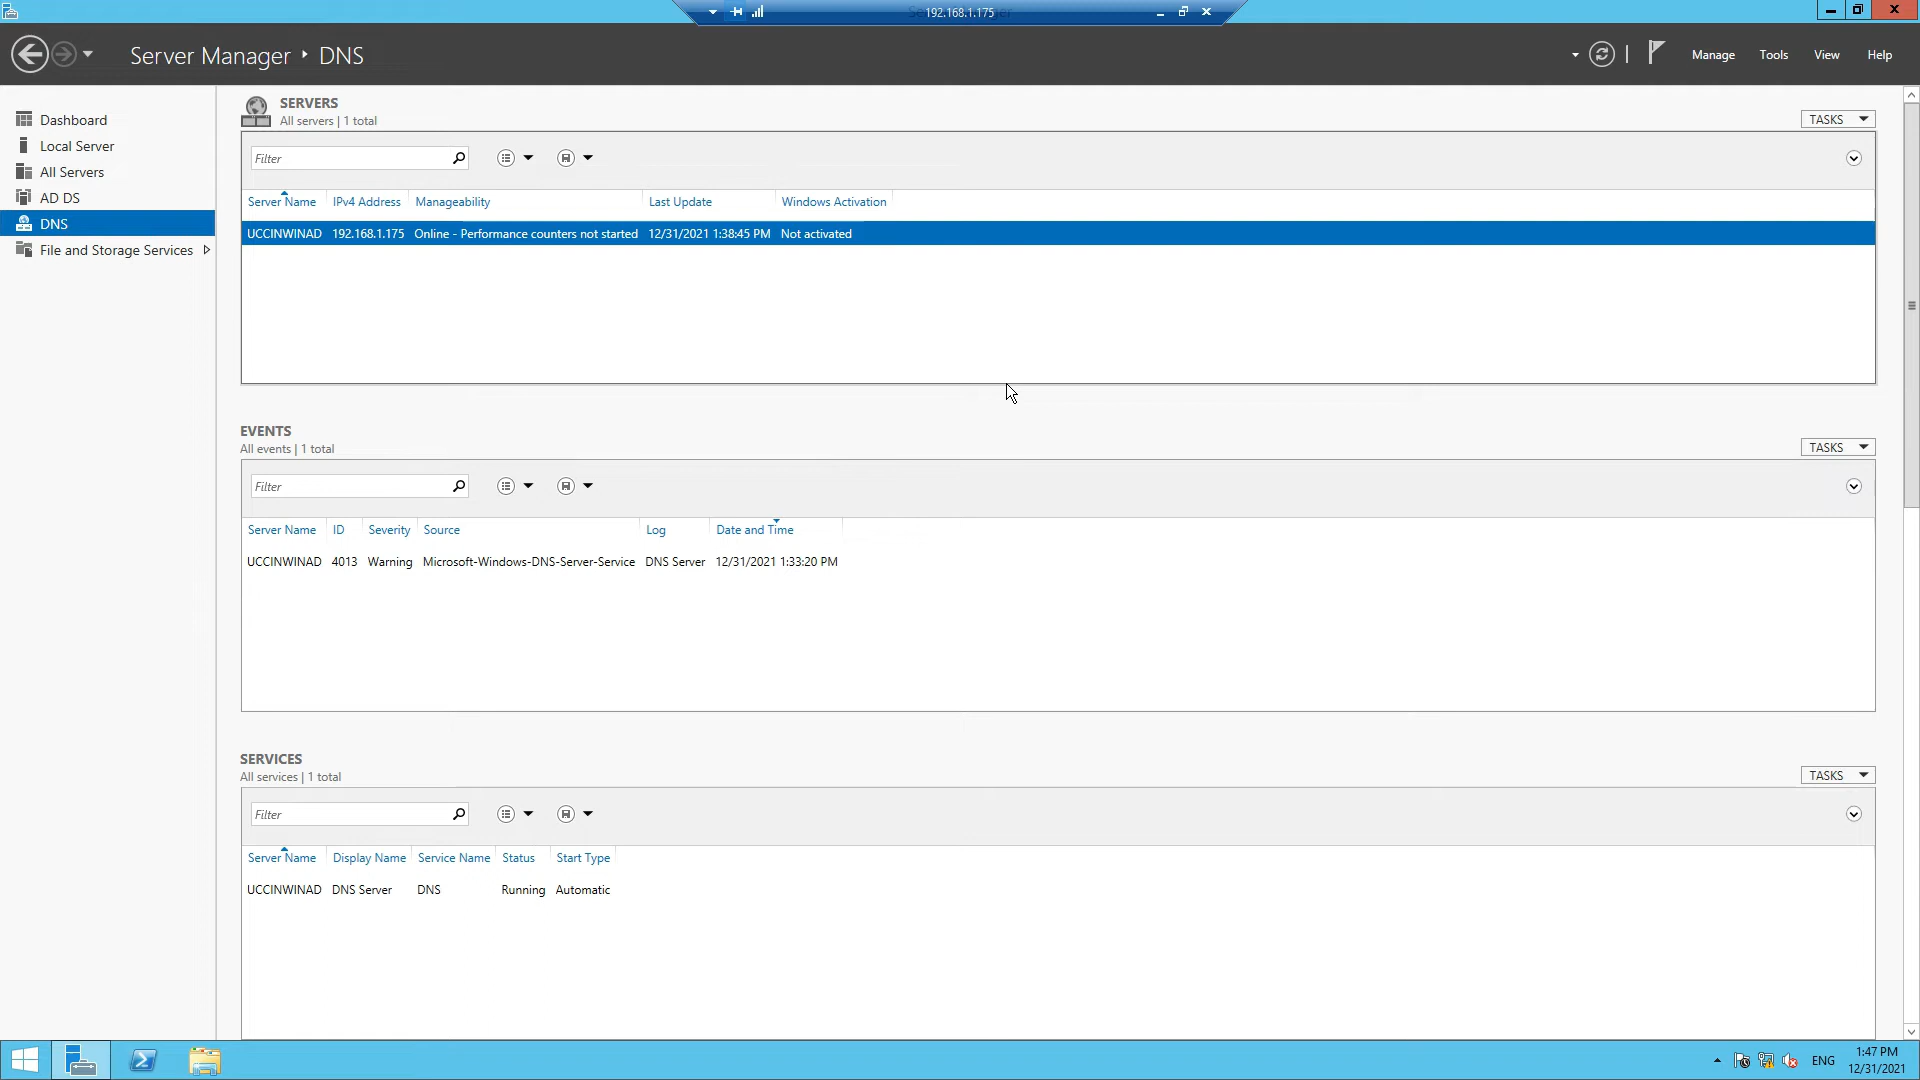 192.168.1.175
Server Manager ‣ DNS
Manage Tools View Help
Dashboard
Local Server
All Servers
AD DS
DNS
File and Storage Services
SERVERS
All servers | 1 total
TASKS
Filter
Server Name IPv4 Address Manageability Last Update Windows Activation
UCCINWINAD 192.168.1.175 Online - Performance counters not started 12/31/2021 1:38:45 PM Not activated
EVENTS
All events | 1 total
TASKS
Filter
Server Name ID Severity Source Log Date and Time
UCCINWINAD 4013 Warning Microsoft-Windows-DNS-Server-Service DNS Server 12/31/2021 1:33:20 PM
SERVICES
All services | 1 total
TASKS
Filter
Server Name Display Name Service Name Status Start Type
UCCINWINAD DNS Server DNS Running Automatic
ENG
1:47 PM
12/31/2021